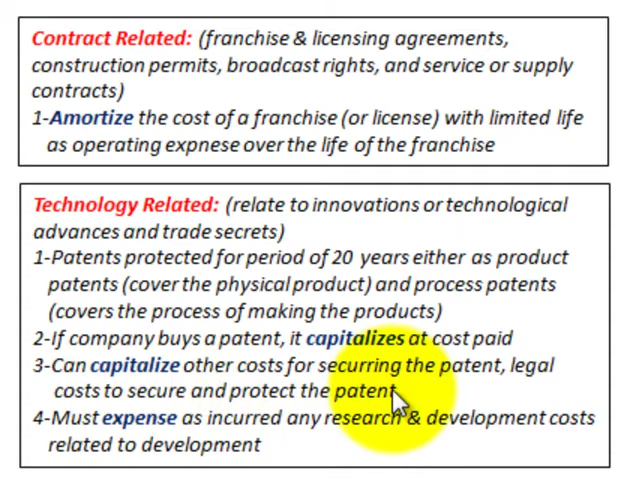 Contract Related: (franchise & licensing agreements,
construction permits, broadcast rights, and service or supply
contracts)
1-Amortize the cost of a franchise (or license) with limited life
as operating expnese over the life of the franchise
Technology Related: (relate to innovations or technological
advances and trade secrets)
1-Patents protected for period of 20 years either as product
patents (cover the physical product) and process patents
(covers the process of making the products)
2-If company buys a patent, it capitalizes at cost paid
3-Can capitalize other costs for securring the patent, legal
costs to secure and protect the patent
4-Must expense as incurred any research & development costs
related to development